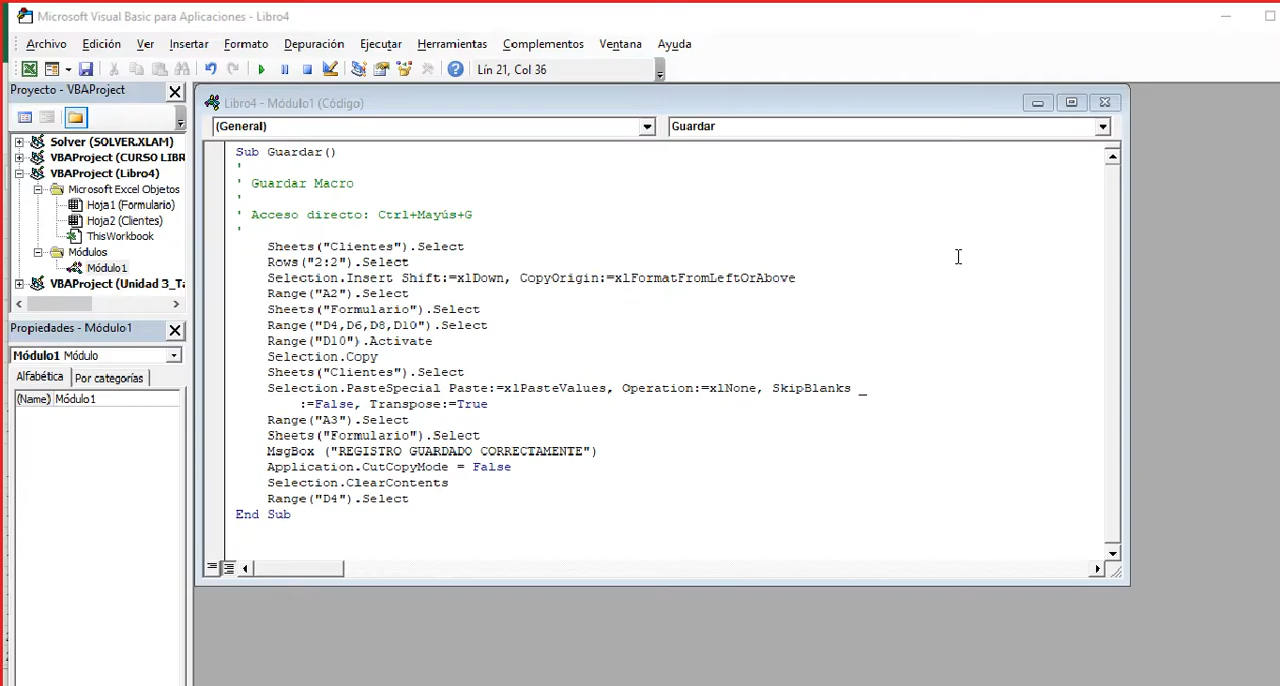 Microsoft Visual Basic para Aplicaciones - Libro4
Archivo Edición Ver Insertar Formato Depuración Ejecutar Herramientas Complementos Ventana Ayuda
Lín 21, Col 36
Proyecto - VBAProject
Solver (SOLVER.XLAM)
VBAProject (CURSO LIBR
VBAProject (Libro4)
Microsoft Excel Objetos
Hoja1 (Formulario)
Hoja2 (Clientes)
ThisWorkbook
Módulos
Módulo1
VBAProject (Unidad 3_Ta
Propiedades - Módulo1
Módulo1 Módulo
Alfabética Por categorías
(Name) Módulo1
Libro4 - Módulo1 (Código)
(General) Guardar
Sub Guardar()
'
' Guardar Macro
'
' Acceso directo: Ctrl+Mayús+G
'
Sheets("Clientes").Select
Rows("2:2").Select
Selection.Insert Shift:=xlDown, CopyOrigin:=xlFormatFromLeftOrAbove
Range("A2").Select
Sheets("Formulario").Select
Range("D4,D6,D8,D10").Select
Range("D10").Activate
Selection.Copy
Sheets("Clientes").Select
Selection.PasteSpecial Paste:=xlPasteValues, Operation:=xlNone, SkipBlanks _
:=False, Transpose:=True
Range("A3").Select
Sheets("Formulario").Select
MsgBox ("REGISTRO GUARDADO CORRECTAMENTE")
Application.CutCopyMode = False
Selection.ClearContents
Range("D4").Select
End Sub